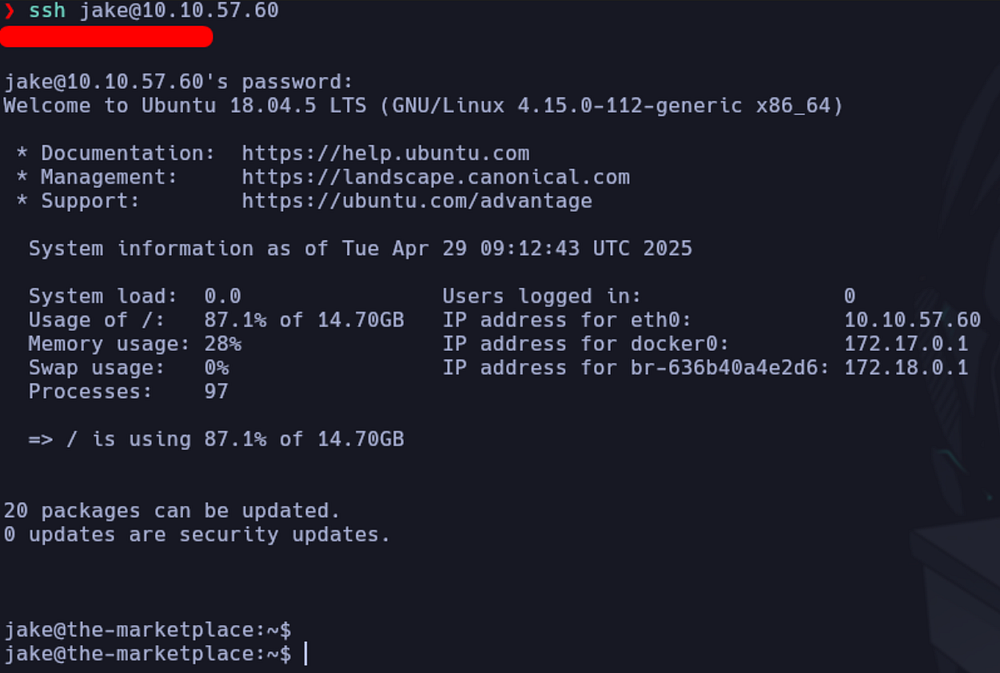 ❯ ssh jake@10.10.57.60
jake@10.10.57.60's password:
Welcome to Ubuntu 18.04.5 LTS (GNU/Linux 4.15.0-112-generic x86_64)
* Documentation:  https://help.ubuntu.com
* Management:     https://landscape.canonical.com
* Support:        https://ubuntu.com/advantage
System information as of Tue Apr 29 09:12:43 UTC 2025
System load:  0.0                Users logged in:                0
Usage of /:   87.1% of 14.70GB   IP address for eth0:            10.10.57.60
Memory usage: 28%                IP address for docker0:         172.17.0.1
Swap usage:   0%                 IP address for br-636b40a4e2d6: 172.18.0.1
Processes:    97
=> / is using 87.1% of 14.70GB
20 packages can be updated.
0 updates are security updates.
jake@the-marketplace:~$
jake@the-marketplace:~$